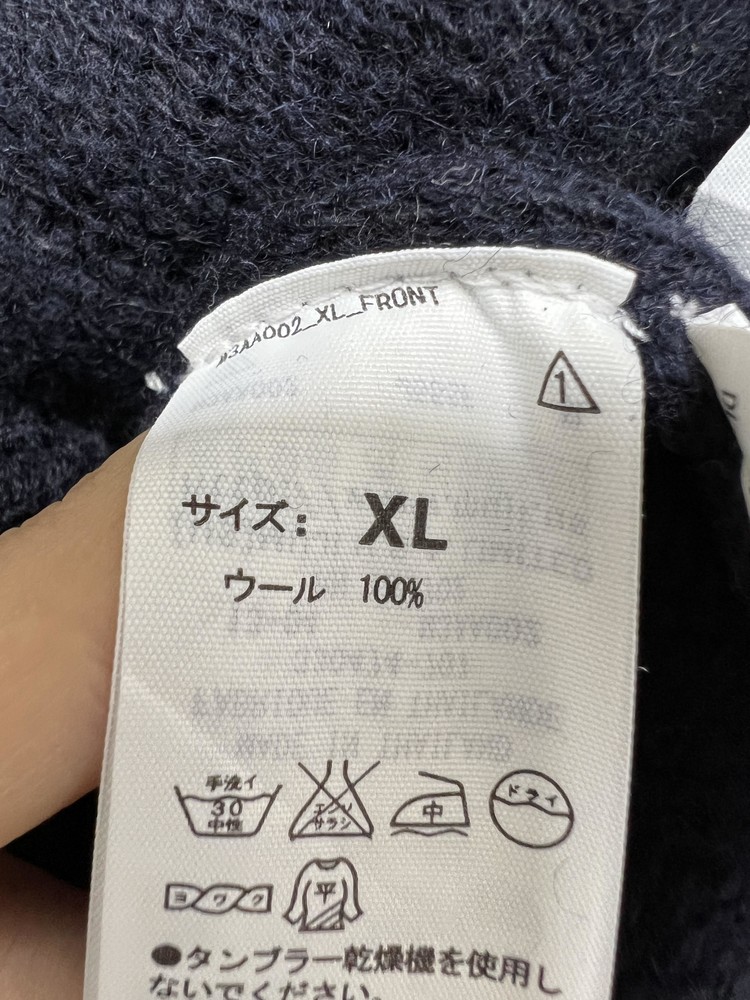 A3AA002_XL_FRONT
1
サイズ: XL
ウール 100%
手洗イ
30
中性
エンソ
サラシ
中
ドライ
ヨワク
平
●タンブラー乾燥機を使用し
ないでください。